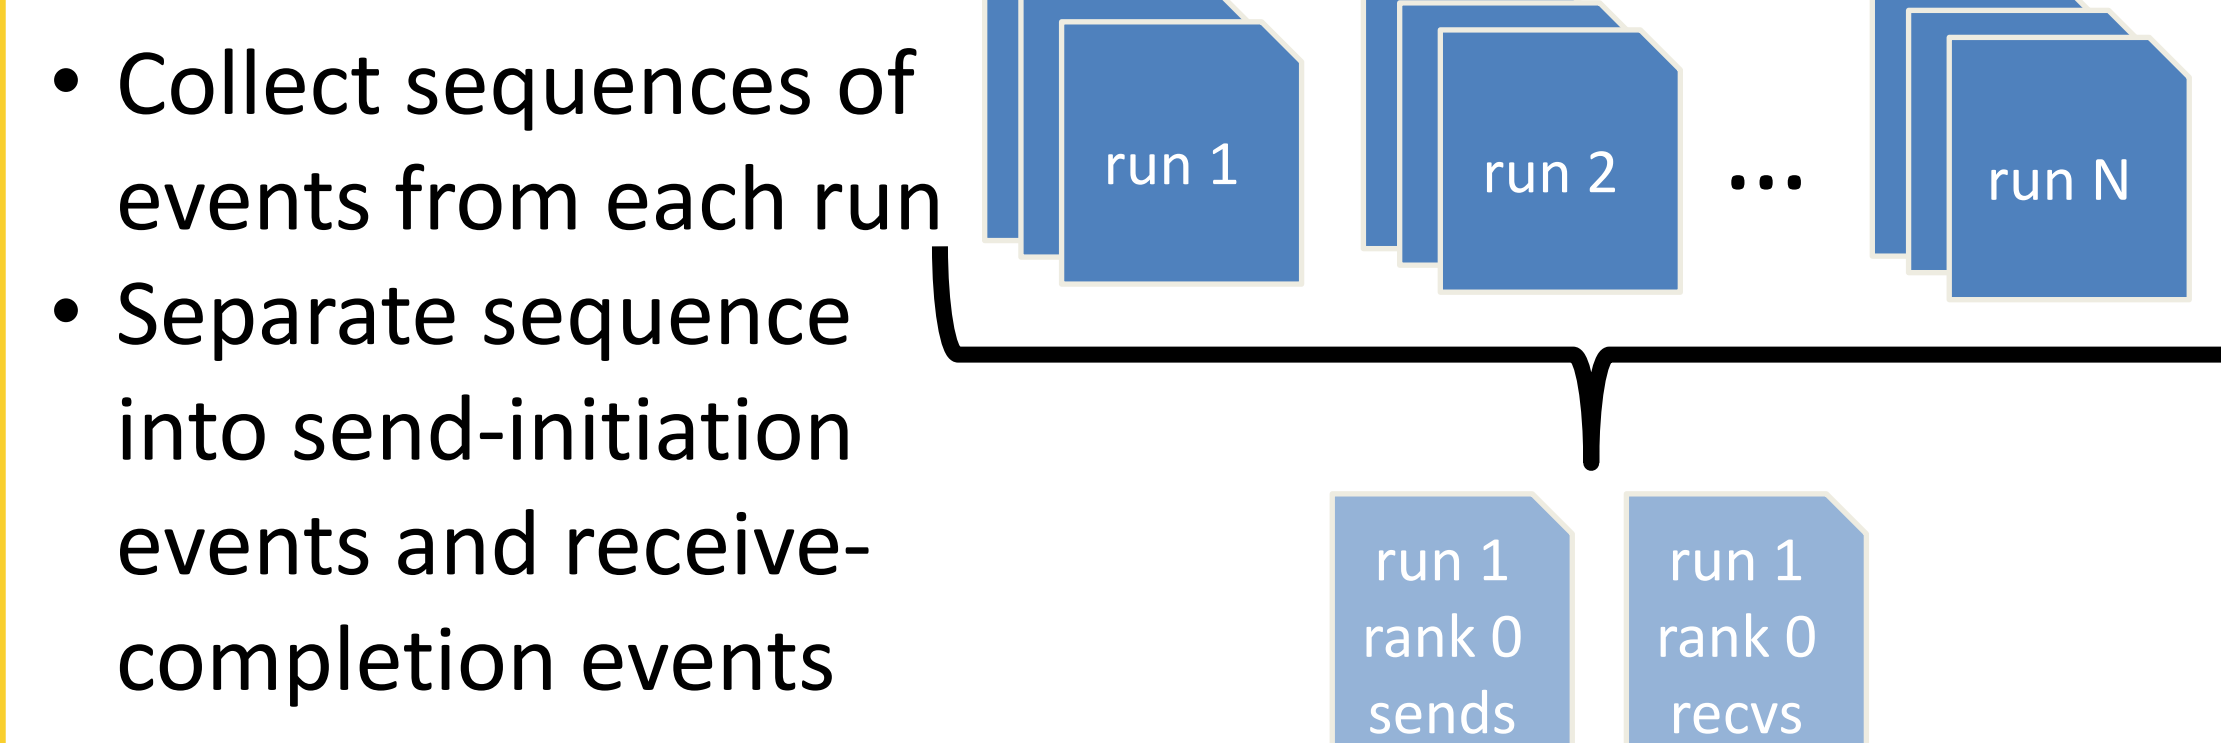 • Collect sequences of
events from each run
• Separate sequence
into send-initiation
events and receive-
completion events
run 1
run 2
...
run N
run 1
rank 0
sends
run 1
rank 0
recvs